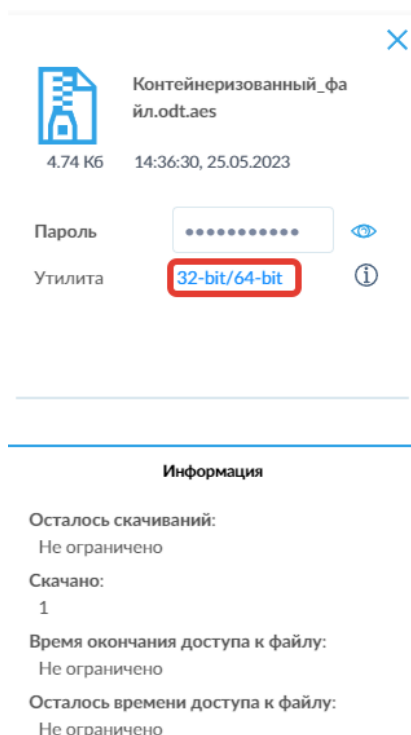 Контейнеризованный_фа
йл.odt.aes
4.74 Кб 14:36:30, 25.05.2023
Пароль •••••••••••
Утилита 32-bit/64-bit
Информация
Осталось скачиваний:
Не ограничено
Скачано:
1
Время окончания доступа к файлу:
Не ограничено
Осталось времени доступа к файлу:
Не ограничено